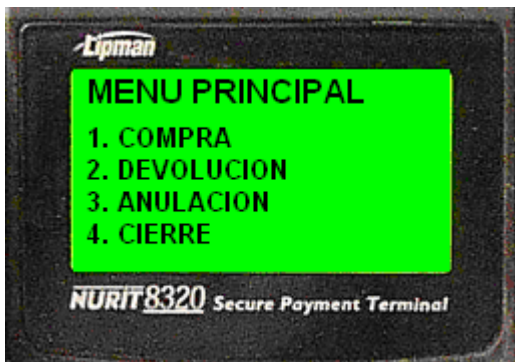 Lipman
MENU PRINCIPAL
1. COMPRA
2. DEVOLUCION
3. ANULACION
4. CIERRE
NURIT 8320 Secure Payment Terminal